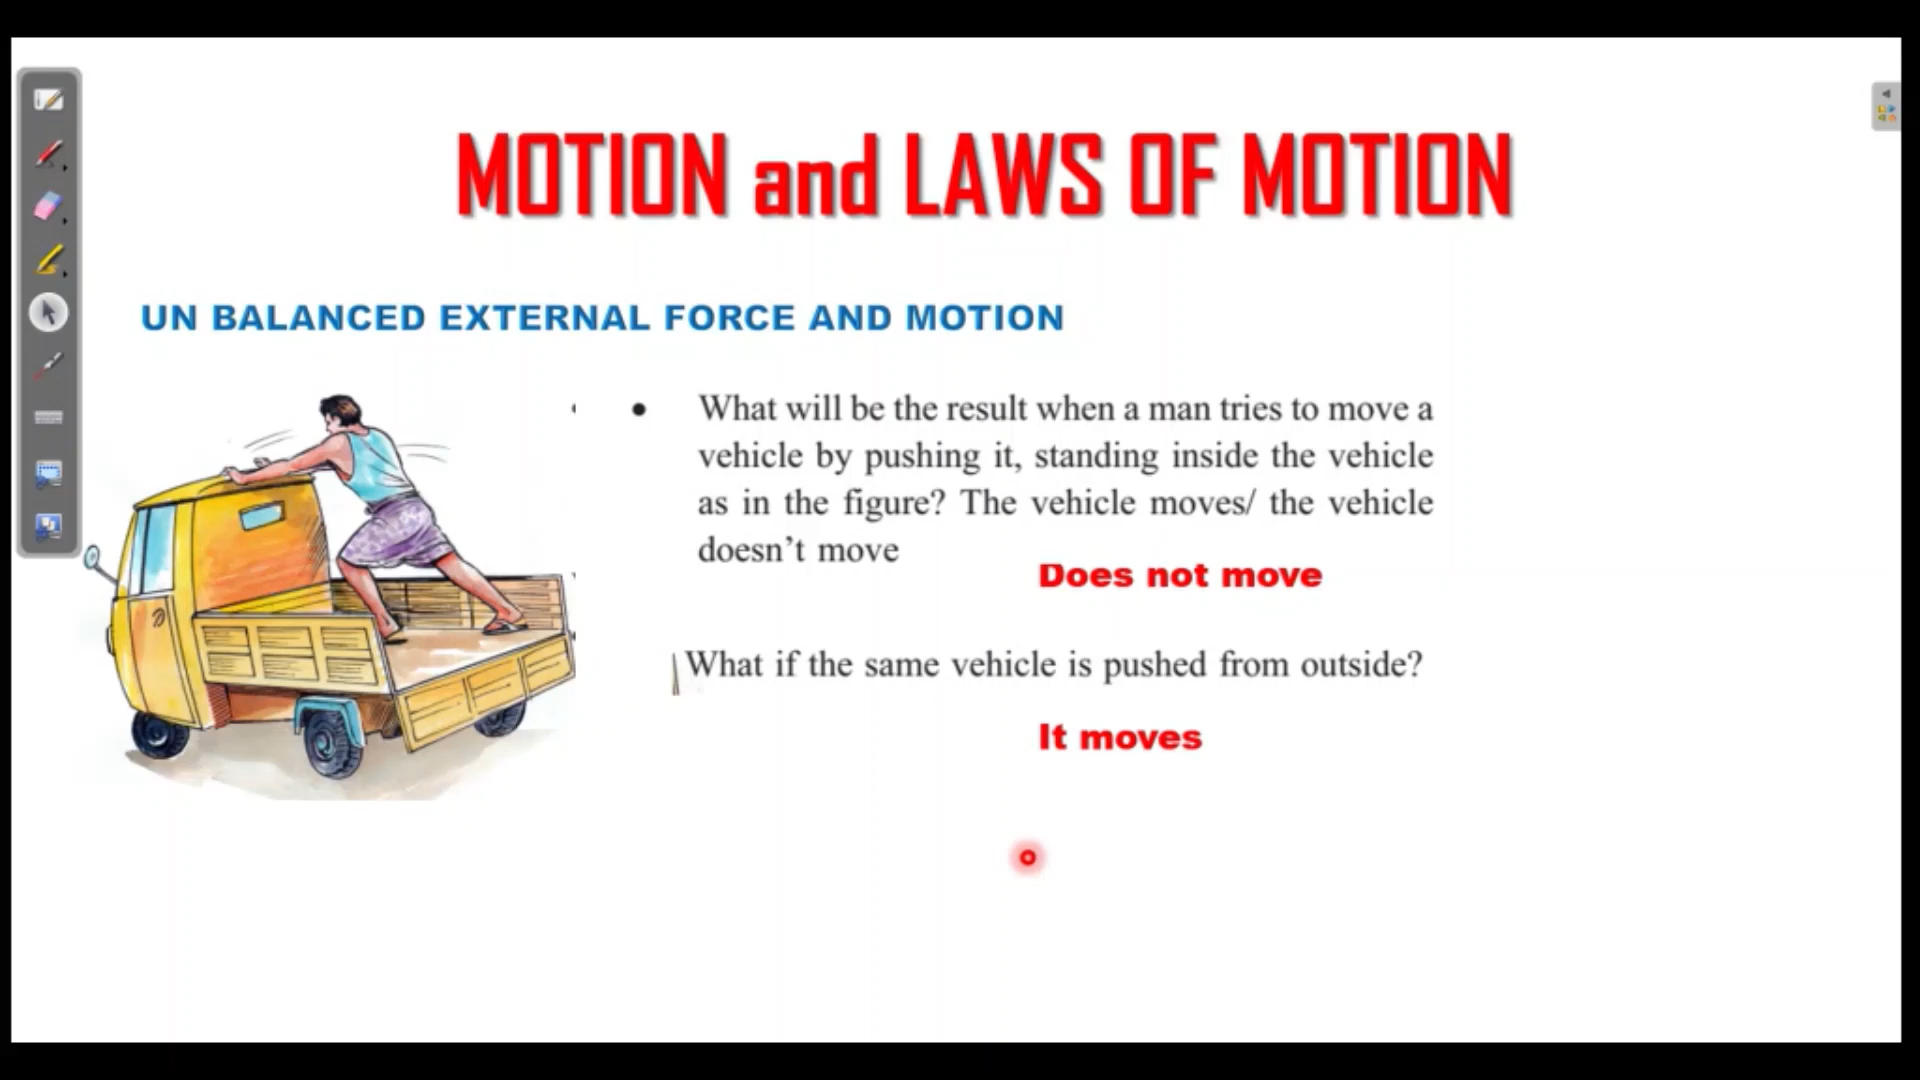 MOTION and LAWS OF MOTION
UN BALANCED EXTERNAL FORCE AND MOTION
• What will be the result when a man tries to move a
vehicle by pushing it, standing inside the vehicle
as in the figure? The vehicle moves/ the vehicle
doesn’t move
Does not move
What if the same vehicle is pushed from outside?
It moves